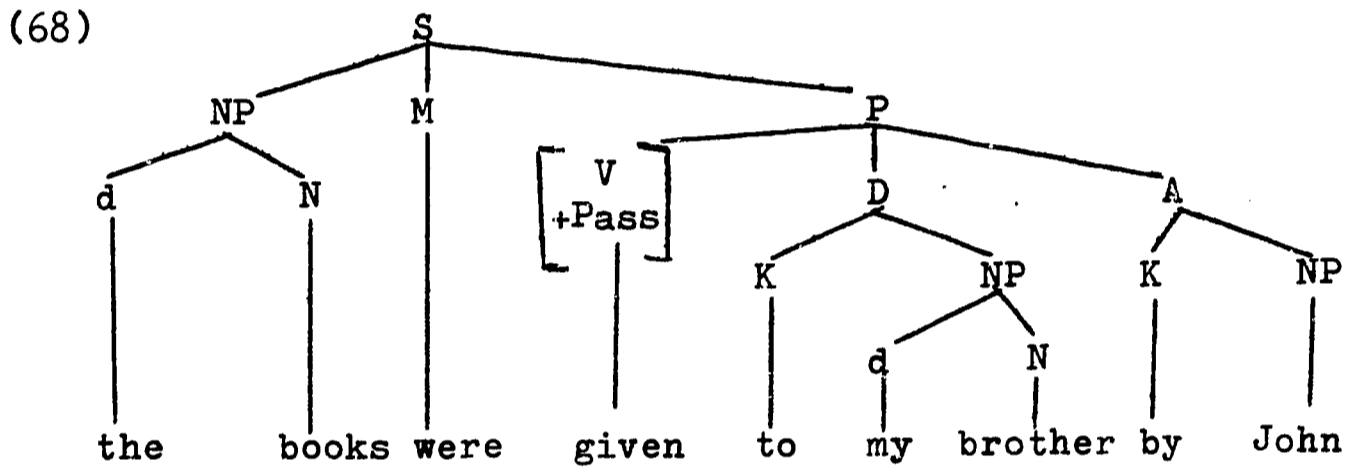 (68)
S
NP M P
V
d N D A
+Pass
K NP K NP
d N
the books were given to my brother by John